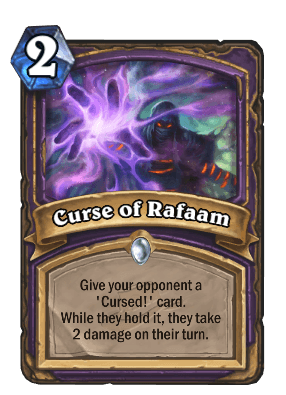 2
Curse of Rafaam
Give your opponent a
'Cursed!' card.
While they hold it, they take
2 damage on their turn.